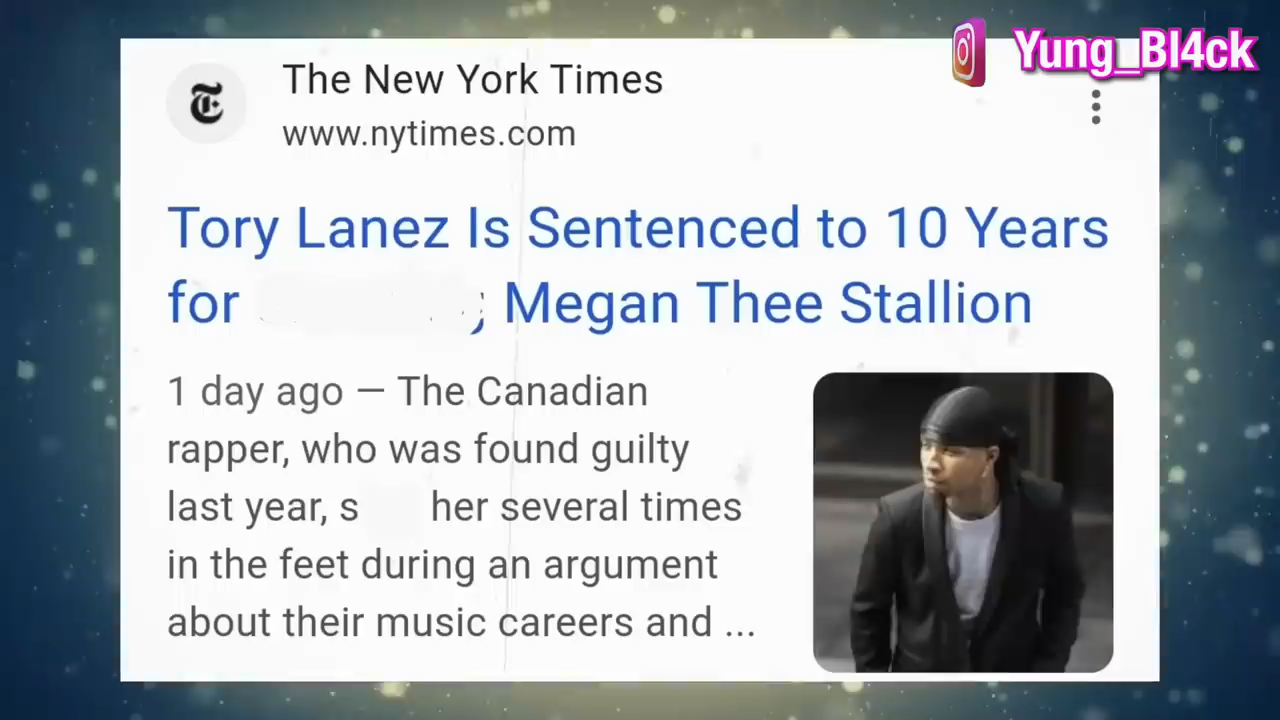 Yung_Bl4ck
The New York Times
www.nytimes.com
Tory Lanez Is Sentenced to 10 Years
for Megan Thee Stallion
1 day ago — The Canadian
rapper, who was found guilty
last year, s her several times
in the feet during an argument
about their music careers and ...